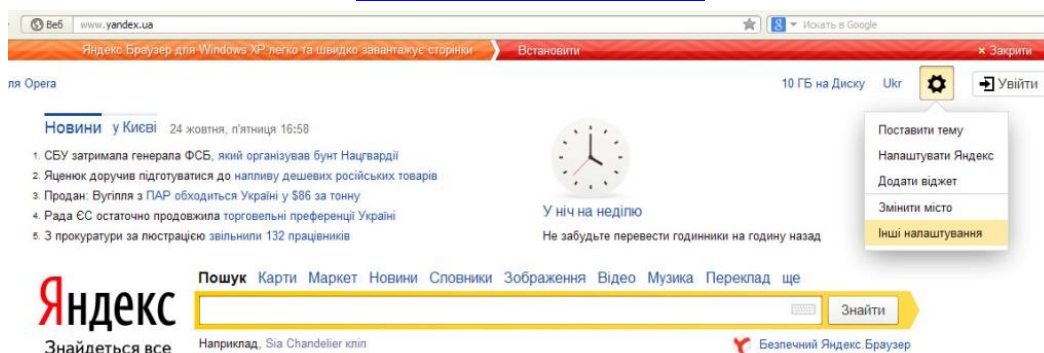 Веб www.yandex.ua Искать в Google
Яндекс.Браузер для Windows XP легко та швидко завантажує сторінки Встановити × Закрити
ля Opera 10 ГБ на Диску Ukr Увійти
Новини у Києві 24 жовтня, п'ятниця 16:58
1. СБУ затримала генерала ФСБ, який організував бунт Нацгвардії
2. Яценюк доручив підготуватися до напливу дешевих російських товарів
3. Продан: Вугілля з ПАР обходиться Україні у $86 за тонну
4. Рада ЄС остаточно продовжила торговельні преференції Україні
5. З прокуратури за люстрацією звільнили 132 працівників
У ніч на неділю
Не забудьте перевести годинники на годину назад
Поставити тему
Налаштувати Яндекс
Додати віджет
Змінити місто
Інші налаштування
Пошук Карти Маркет Новини Словники Зображення Відео Музика Переклад ще
Яндекс
Знайти
Знайдеться все
Наприклад, Sia Chandelier кліп
Безпечний Яндекс.Браузер